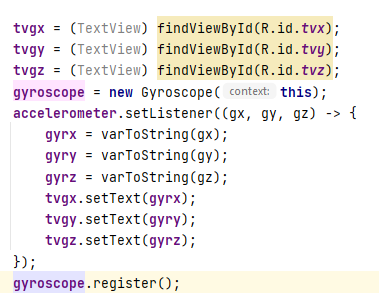 tvgx = (TextView) findViewById(R.id.tvx);
tvgy = (TextView) findViewById(R.id.tvy);
tvgz = (TextView) findViewById(R.id.tvz);
gyroscope = new Gyroscope( context: this);
accelerometer.setListener((gx, gy, gz) -> {
    gyrx = varToString(gx);
    gyry = varToString(gy);
    gyrz = varToString(gz);
    tvgx.setText(gyrx);
    tvgy.setText(gyry);
    tvgz.setText(gyrz);
});
gyroscope.register();